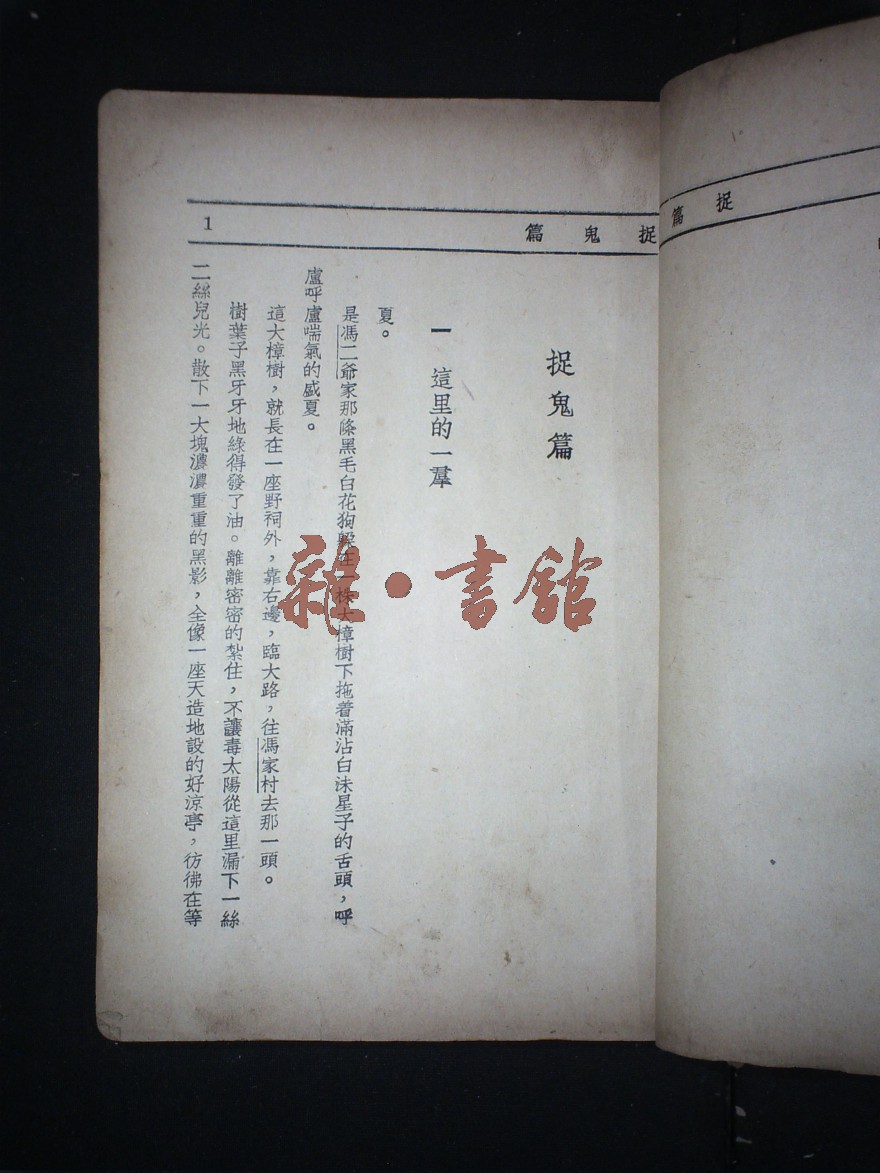 捉鬼篇
1
捉鬼篇
一 這里的一羣
夏。
是馮二爺家那條黑毛白花狗躲在一株大樟樹下拖着滿沾白沫星子的舌頭，呼
盧呼盧喘氣的盛夏。
這大樟樹，就長在一座野祠外，靠右邊，臨大路，往馮家村去那一頭。
樹葉子黑牙牙地綠得發了油。離離密密的紮住，不讓毒太陽從這里漏下一絲
二絲兒光。散下一大塊濃濃重重的黑影，全像一座天造地設的好涼亭，彷彿在等
捉
篇
雜·書館